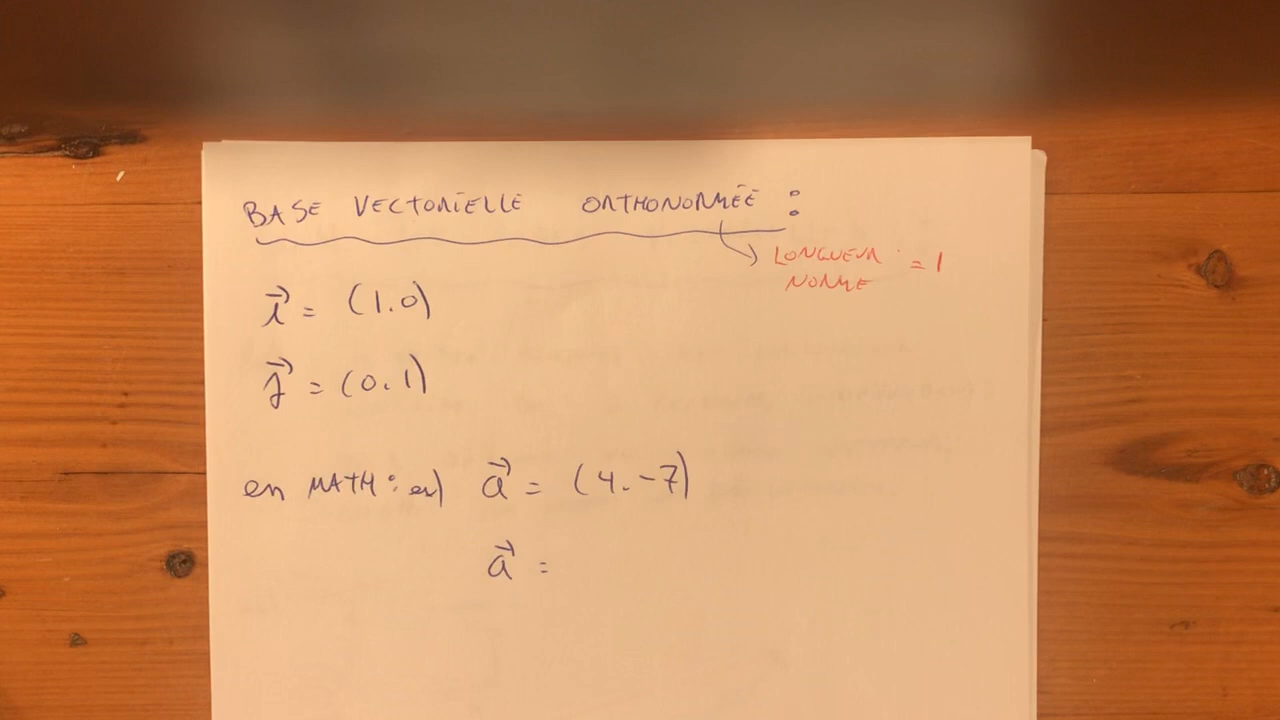 BASE VECTORIELLE ORTHONORMÉE :
LONGUEUR
NORME = 1
i⃗ = (1.0)
j⃗ = (0.1)
en MATH : ex) a⃗ = (4.-7)
a⃗ =